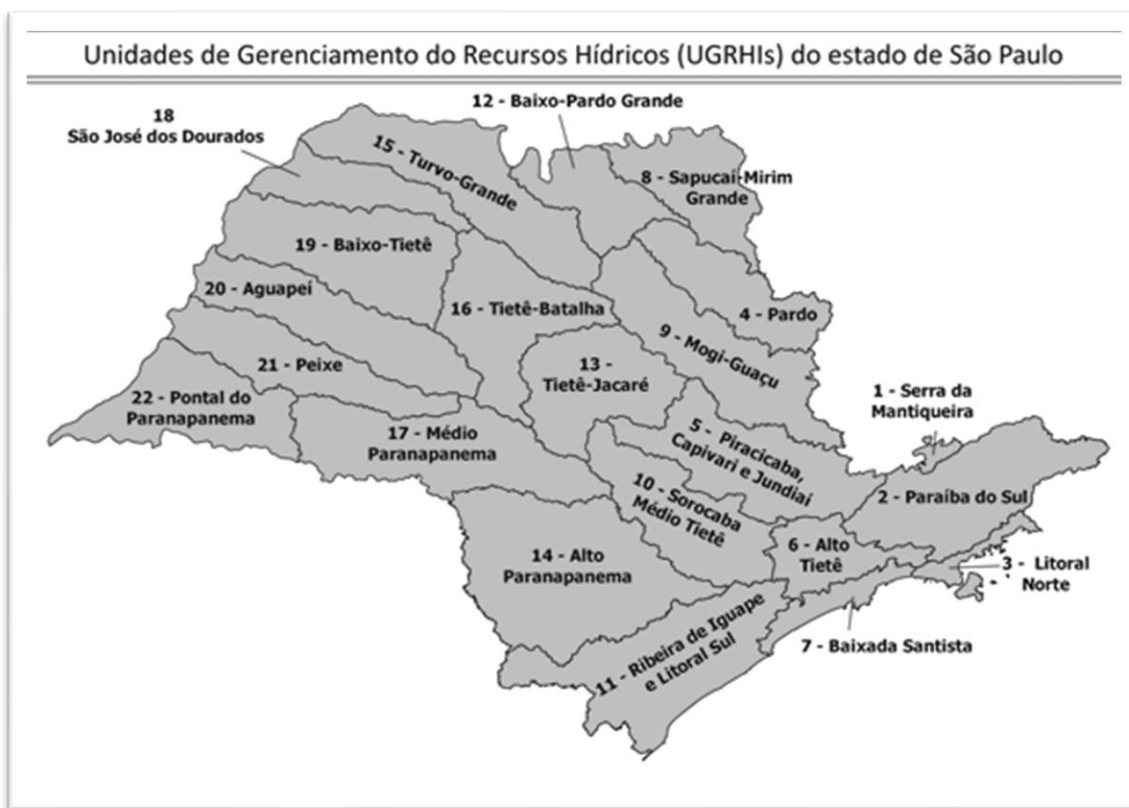 Unidades de Gerenciamento do Recursos Hídricos (UGRHIs) do estado de São Paulo
12 - Baixo-Pardo Grande
18
São José dos Dourados
15 - Turvo-Grande
8 - Sapucaí-Mirim
Grande
19 - Baixo-Tietê
20 - Aguapeí
16 - Tietê-Batalha
4 - Pardo
9 - Mogi-Guaçu
21 - Peixe
13 -
Tietê-Jacaré
1 - Serra da
Mantiqueira
22 - Pontal do
Paranapanema
17 - Médio
Paranapanema
5 - Piracicaba,
Capivari e Jundiai
10 - Sorocaba
Médio Tietê
2 - Paraíba do Sul
6 - Alto
Tietê
14 - Alto
Paranapanema
3 - Litoral
Norte
11 - Ribeira de Iguape
e Litoral Sul
7 - Baixada Santista